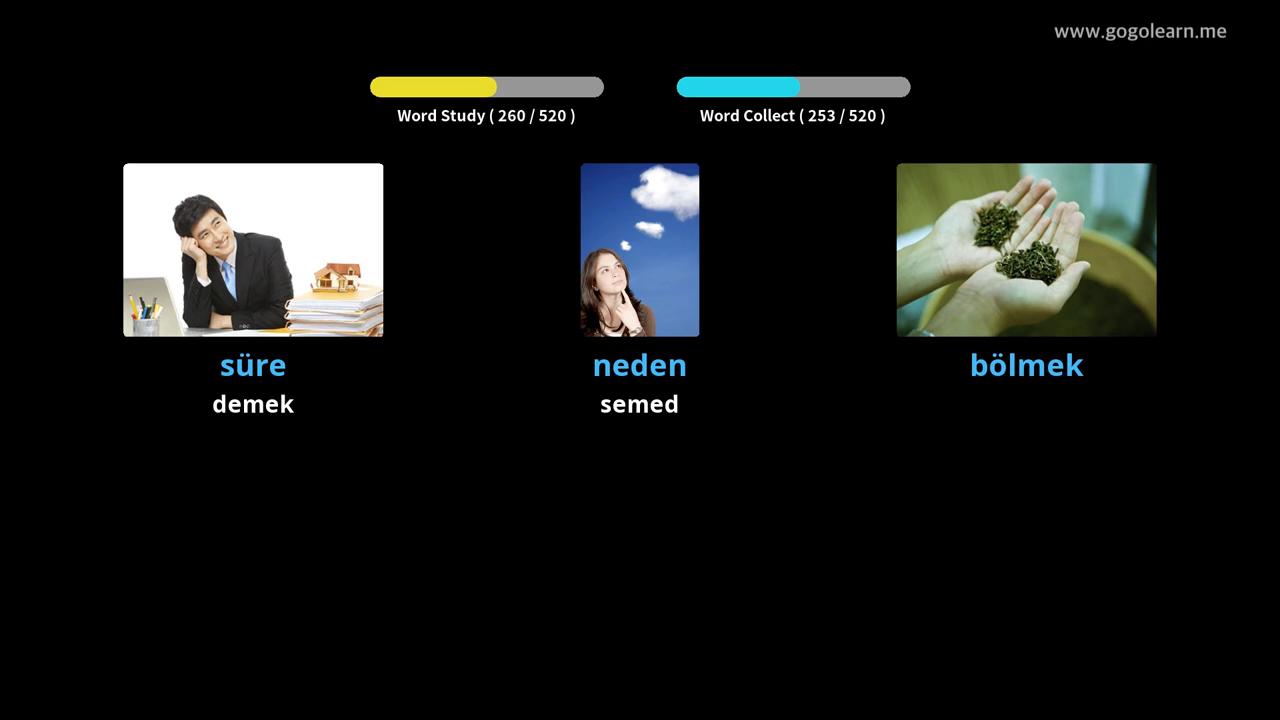 www.gogolearn.me
Word Study ( 260 / 520 )
Word Collect ( 253 / 520 )
süre
neden
bölmek
demek
semed